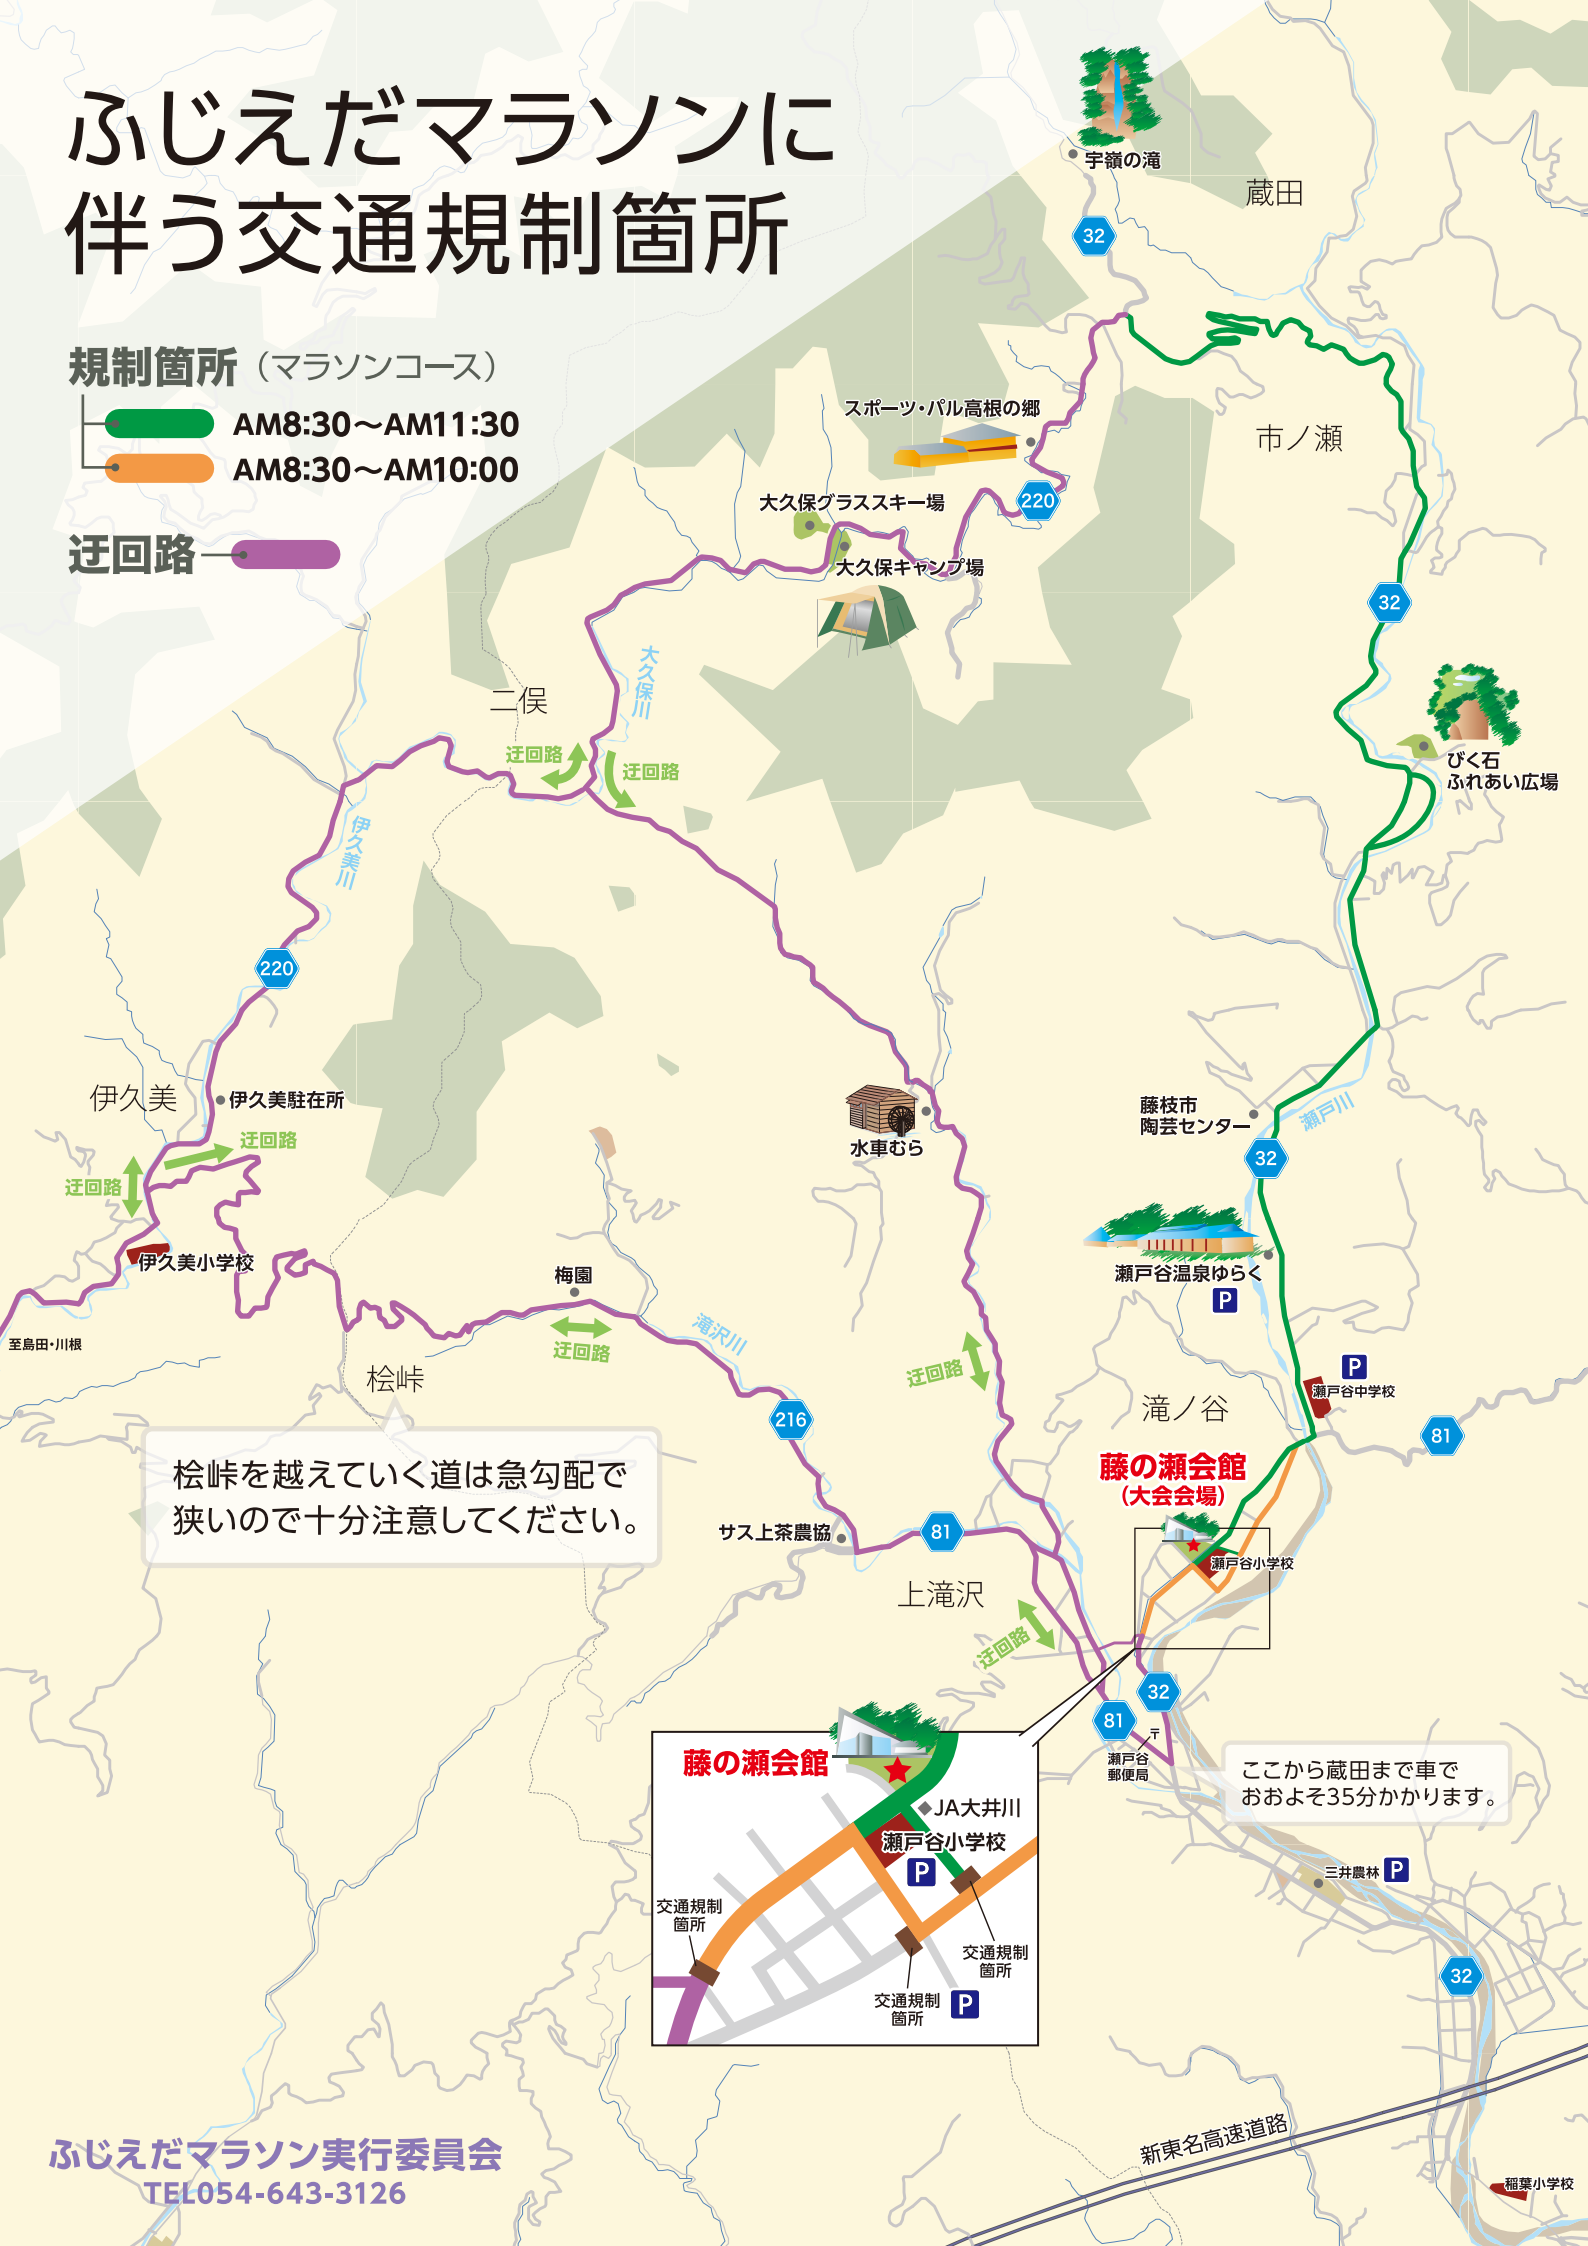 ふじえだマラソンに
伴う交通規制箇所
規制箇所（マラソンコース）
AM8:30～AM11:30
AM8:30～AM10:00
迂回路
宇嶺の滝
蔵田
32
スポーツ・パル高根の郷
市ノ瀬
大久保グラススキー場
220
大久保キャンプ場
32
大久保川
二俣
迂回路
迂回路
びく石
ふれあい広場
伊久美川
220
伊久美
伊久美駐在所
迂回路
迂回路
伊久美小学校
至島田・川根
水車むら
藤枝市
陶芸センター
瀬戸川
32
瀬戸谷温泉ゆらく
P
梅園
迂回路
滝沢川
迂回路
桧峠
桧峠を越えていく道は急勾配で
狭いので十分注意してください。
216
P
瀬戸谷中学校
滝ノ谷
81
藤の瀬会館
（大会会場）
サス上茶農協
81
瀬戸谷小学校
上滝沢
迂回路
32
81
〒
瀬戸谷
郵便局
ここから蔵田まで車で
おおよそ35分かかります。
藤の瀬会館
JA大井川
瀬戸谷小学校
P
交通規制
箇所
交通規制
箇所
交通規制
箇所
P
三井農林
P
32
新東名高速道路
稲葉小学校
ふじえだマラソン実行委員会
TEL054-643-3126